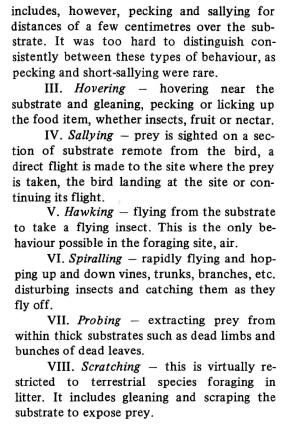 includes, however, pecking and sallying for
distances of a few centimetres over the sub-
strate. It was too hard to distinguish con-
sistently between these types of behaviour, as
pecking and short-sallying were rare.
III. Hovering — hovering near the
substrate and gleaning, pecking or licking up
the food item, whether insects, fruit or nectar.
IV. Sallying — prey is sighted on a sec-
tion of substrate remote from the bird, a
direct flight is made to the site where the prey
is taken, the bird landing at the site or con-
tinuing its flight.
V. Hawking — flying from the substrate
to take a flying insect. This is the only be-
haviour possible in the foraging site, air.
VI. Spiralling — rapidly flying and hop-
ping up and down vines, trunks, branches, etc.
disturbing insects and catching them as they
fly off.
VII. Probing — extracting prey from
within thick substrates such as dead limbs and
bunches of dead leaves.
VIII. Scratching — this is virtually re-
stricted to terrestrial species foraging in
litter. It includes gleaning and scraping the
substrate to expose prey.